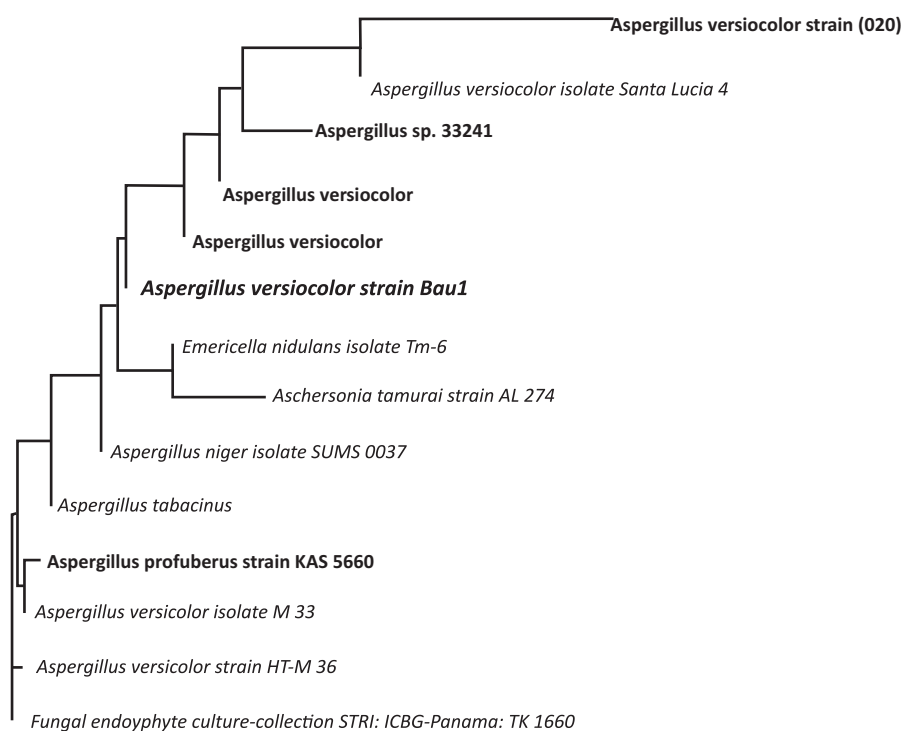 Aspergillus versiocolor strain (020)
Aspergillus versiocolor isolate Santa Lucia 4
Aspergillus sp. 33241
Aspergillus versiocolor
Aspergillus versiocolor
Aspergillus versiocolor strain Bau1
Emericella nidulans isolate Tm-6
Aschersonia tamurai strain AL 274
Aspergillus niger isolate SUMS 0037
Aspergillus tabacinus
Aspergillus profuberus strain KAS 5660
Aspergillus versicolor isolate M 33
Aspergillus versicolor strain HT-M 36
Fungal endoyphyte culture-collection STRI: ICBG-Panama: TK 1660